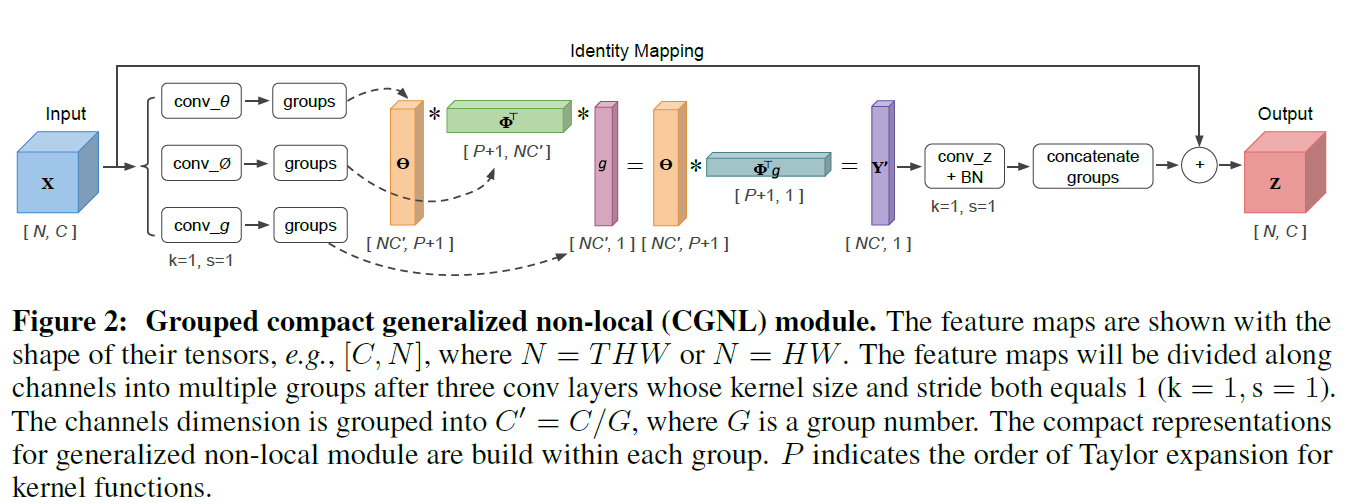 Identity Mapping
Input
X
[ N, C ]
conv_θ
groups
conv_Ø
groups
conv_g
groups
k=1, s=1
Θ
[ NC′, P+1 ]
*
Φᵀ
[ P+1, NC′ ]
*
g
[ NC′, 1 ]
=
Θ
[ NC′, P+1 ]
*
Φᵀg
[ P+1, 1 ]
=
Y′
[ NC′, 1 ]
conv_z
+ BN
k=1, s=1
concatenate
groups
+
Output
Z
[ N, C ]
Figure 2: Grouped compact generalized non-local (CGNL) module. The feature maps are shown with the
shape of their tensors, e.g., [C, N], where N = THW or N = HW. The feature maps will be divided along
channels into multiple groups after three conv layers whose kernel size and stride both equals 1 (k = 1, s = 1).
The channels dimension is grouped into C′ = C/G, where G is a group number. The compact representations
for generalized non-local module are build within each group. P indicates the order of Taylor expansion for
kernel functions.